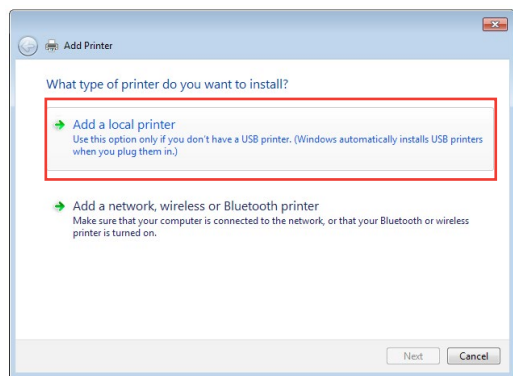 Add Printer
What type of printer do you want to install?
Add a local printer
Use this option only if you don't have a USB printer. (Windows automatically installs USB printers
when you plug them in.)
Add a network, wireless or Bluetooth printer
Make sure that your computer is connected to the network, or that your Bluetooth or wireless
printer is turned on.
Next Cancel